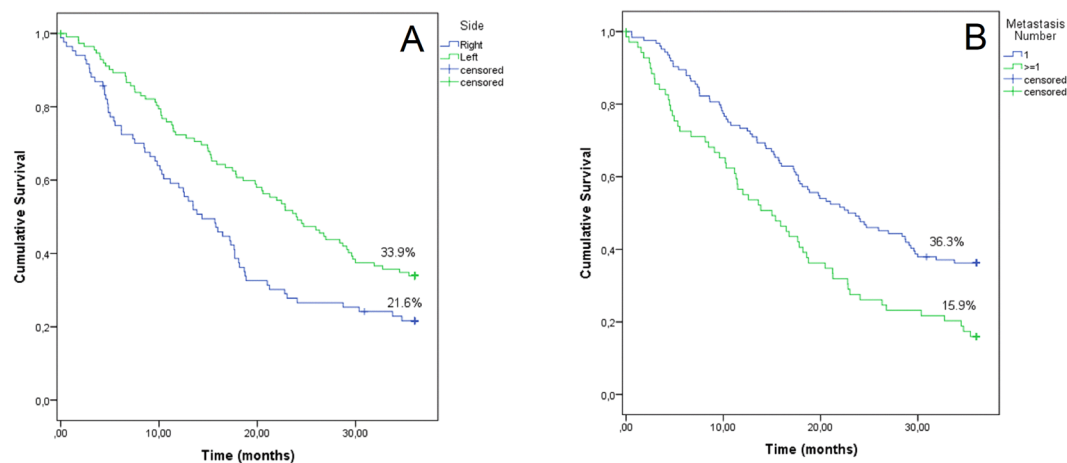 A
Side
Right
Left
censored
censored
1,0
0,8
0,6
0,4
0,2
0,0
Cumulative Survival
33.9%
21.6%
,00
10,00
20,00
30,00
Time (months)
B
Metastasis
Number
1
>=1
censored
censored
1,0
0,8
0,6
0,4
0,2
0,0
Cumulative Survival
36.3%
15.9%
,00
10,00
20,00
30,00
Time (months)